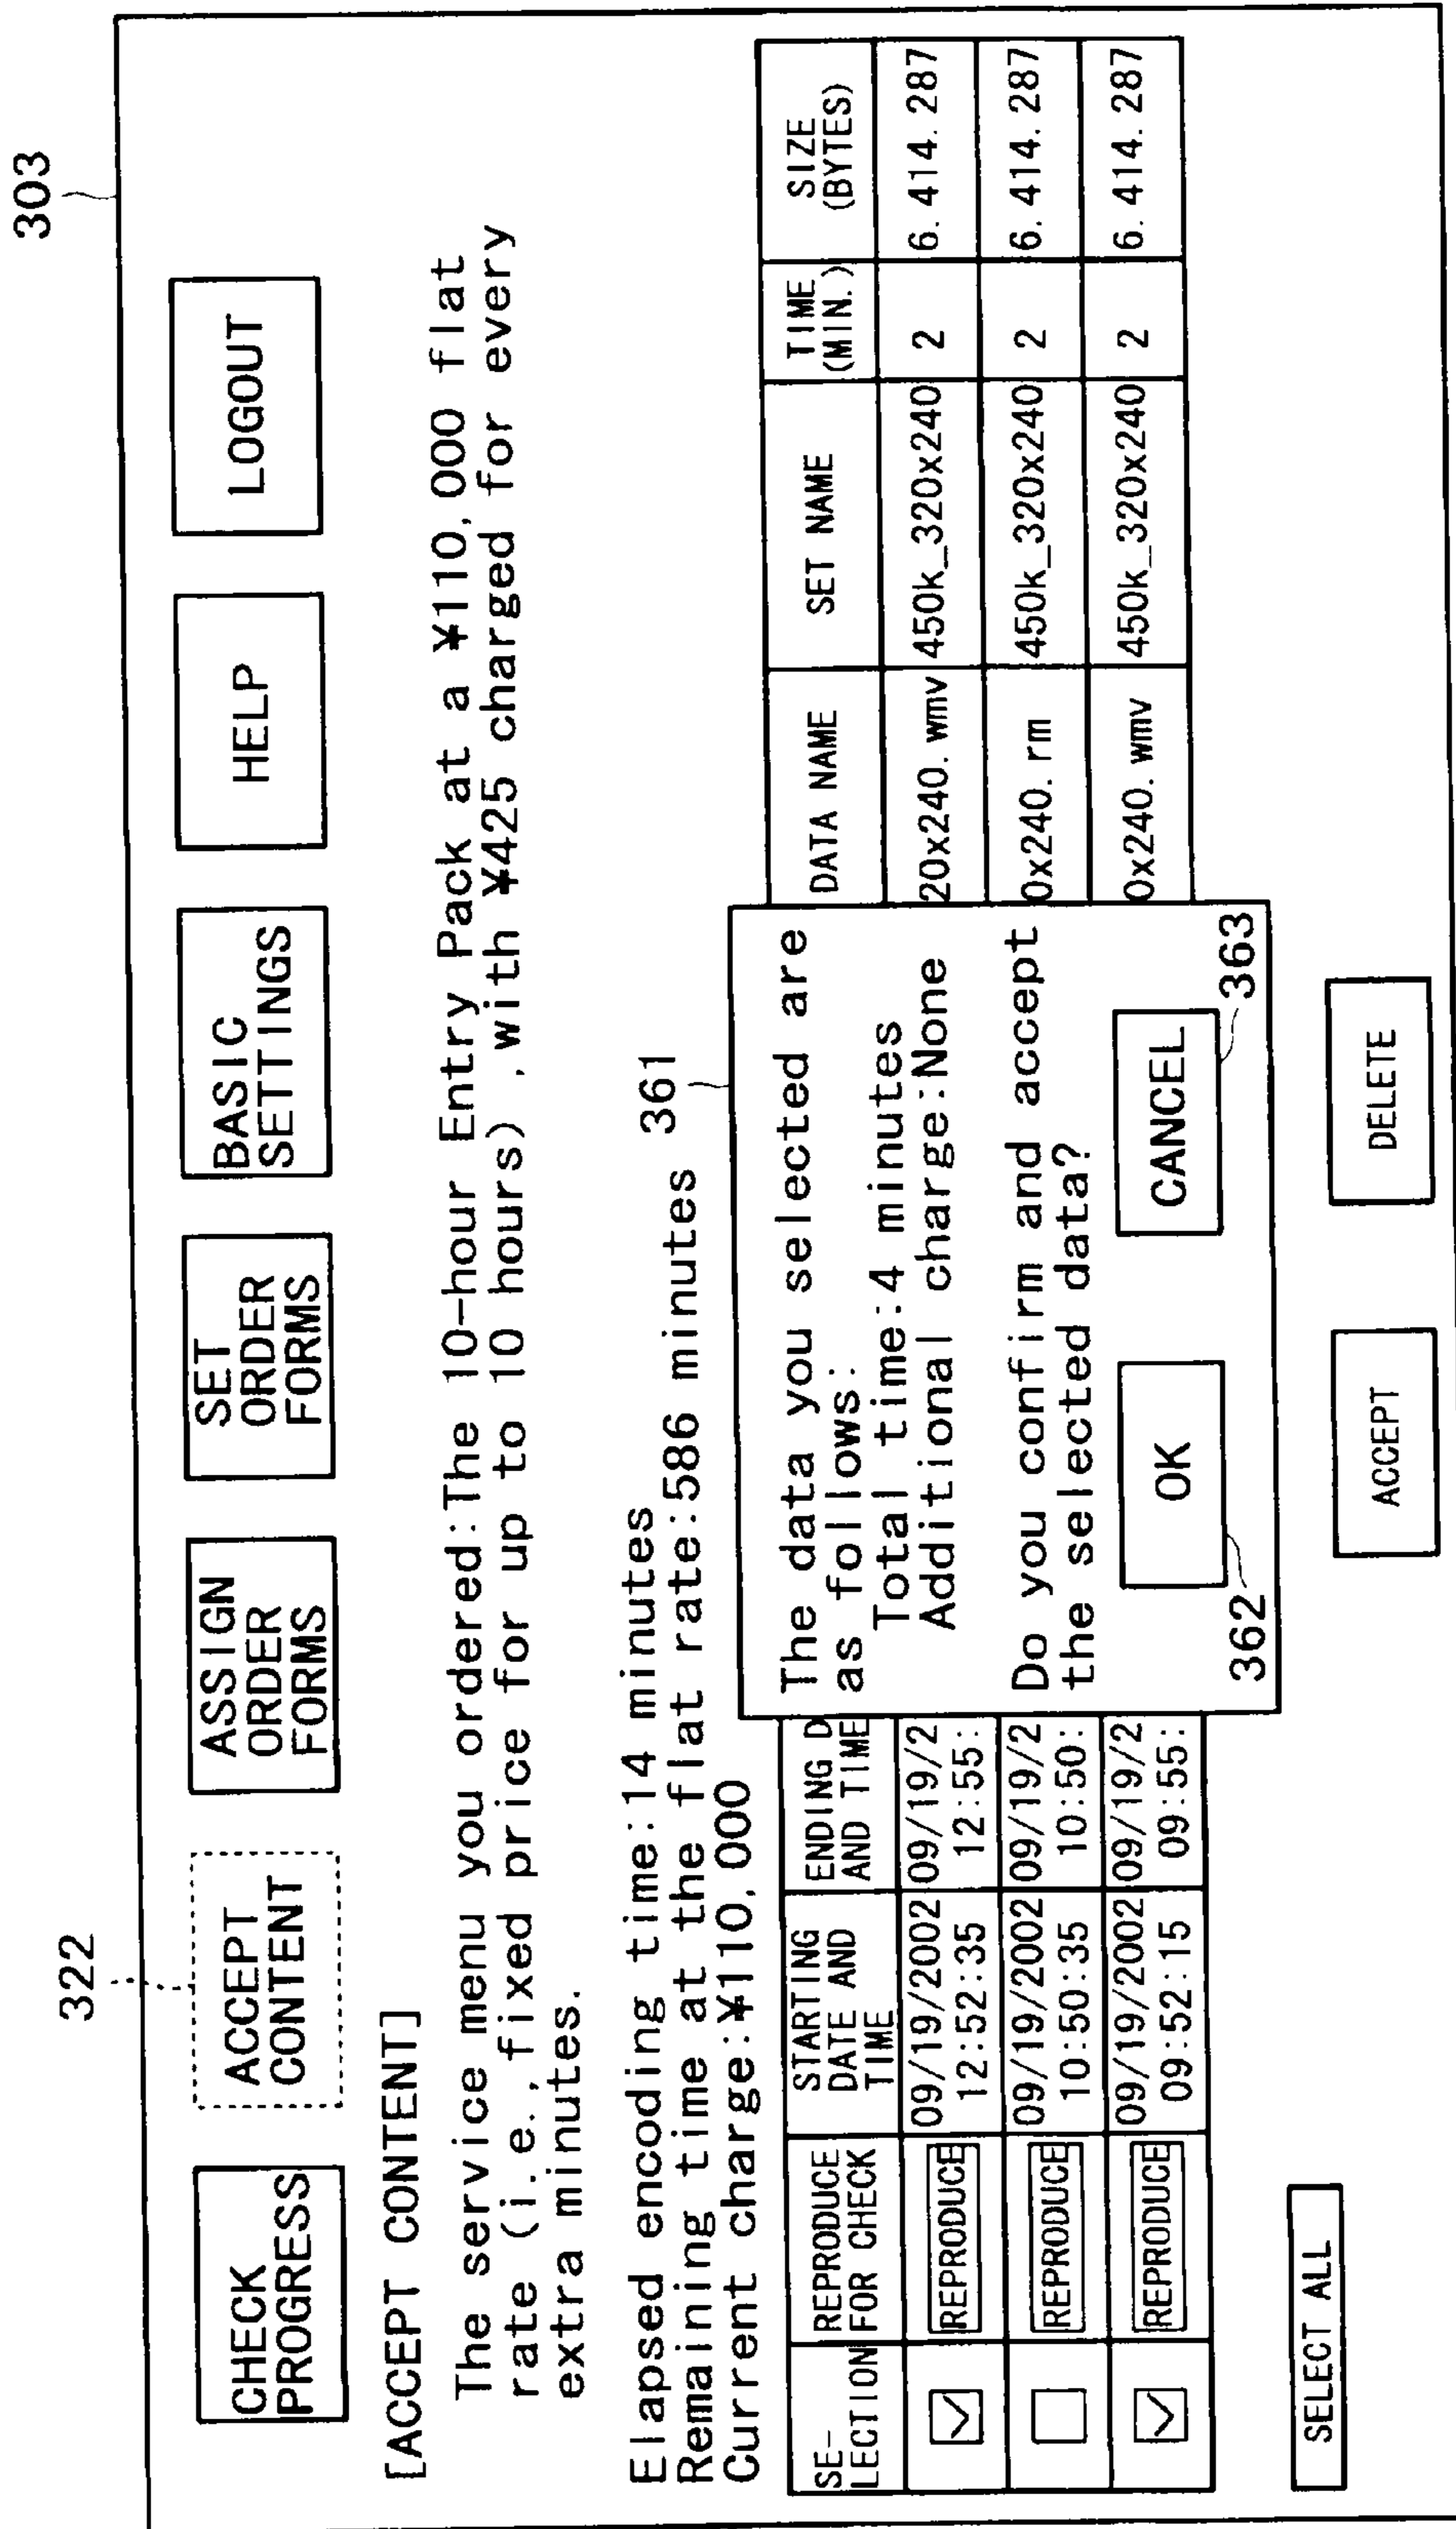 303
322
CHECK
PROGRESS
ACCEPT
CONTENT
ASSIGN
ORDER
FORMS
SET
ORDER
FORMS
BASIC
SETTINGS
HELP
LOGOUT
[ACCEPT CONTENT]
The service menu you ordered:The 10-hour Entry Pack at a ¥110,000 flat
rate (i.e.,fixed price for up to 10 hours),with ¥425 charged for every
extra minutes.
Elapsed encoding time:14 minutes
Remaining time at the flat rate:586 minutes
Current charge:¥110,000
361
SE-
LECTION
REPRODUCE
FOR CHECK
STARTING
DATE AND
TIME
ENDING D
AND TIME
DATA NAME
SET NAME
TIME
(MIN.)
SIZE
(BYTES)
REPRODUCE 09/19/2002 09/19/2 20x240.wmv 450k_320x240 2 6.414.287
12:52:35 12:55:
REPRODUCE 09/19/2002 09/19/2 0x240.rm 450k_320x240 2 6.414.287
10:50:35 10:50:
REPRODUCE 09/19/2002 09/19/2 0x240.wmv 450k_320x240 2 6.414.287
09:52:15 09:55:
The data you selected are
as follows:
Total time:4 minutes
Additional charge:None
Do you confirm and accept
the selected data?
OK CANCEL
362 363
SELECT ALL ACCEPT DELETE